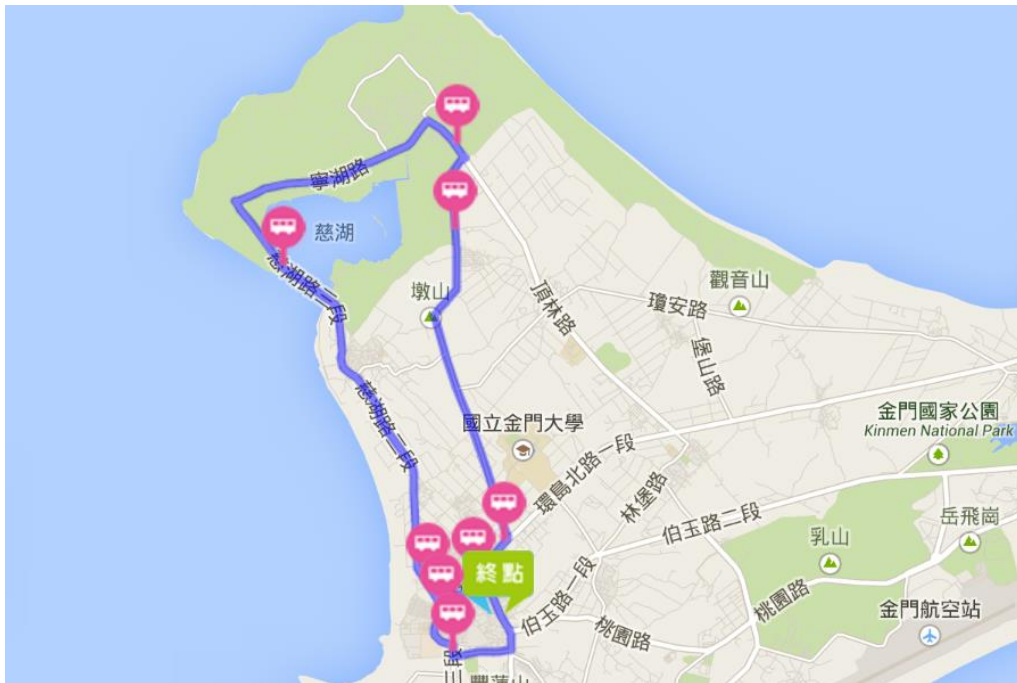 寧湖路
慈湖
慈湖路三段
墩山
頂林路
觀音山
瓊安路
堡山路
慈湖路二段
國立金門大學
金門國家公園
Kinmen National Park
環島北路一段
林堡路
伯玉路二段
岳飛崗
乳山
終點
伯玉路一段
桃園路
桃園路
金門航空站